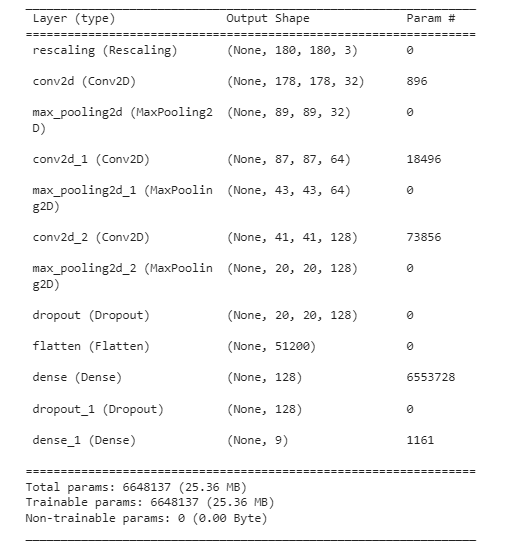 Layer (type) Output Shape Param #
=================================================================
rescaling (Rescaling) (None, 180, 180, 3) 0
conv2d (Conv2D) (None, 178, 178, 32) 896
max_pooling2d (MaxPooling2 (None, 89, 89, 32) 0
D)
conv2d_1 (Conv2D) (None, 87, 87, 64) 18496
max_pooling2d_1 (MaxPoolin (None, 43, 43, 64) 0
g2D)
conv2d_2 (Conv2D) (None, 41, 41, 128) 73856
max_pooling2d_2 (MaxPoolin (None, 20, 20, 128) 0
g2D)
dropout (Dropout) (None, 20, 20, 128) 0
flatten (Flatten) (None, 51200) 0
dense (Dense) (None, 128) 6553728
dropout_1 (Dropout) (None, 128) 0
dense_1 (Dense) (None, 9) 1161
=================================================================
Total params: 6648137 (25.36 MB)
Trainable params: 6648137 (25.36 MB)
Non-trainable params: 0 (0.00 Byte)